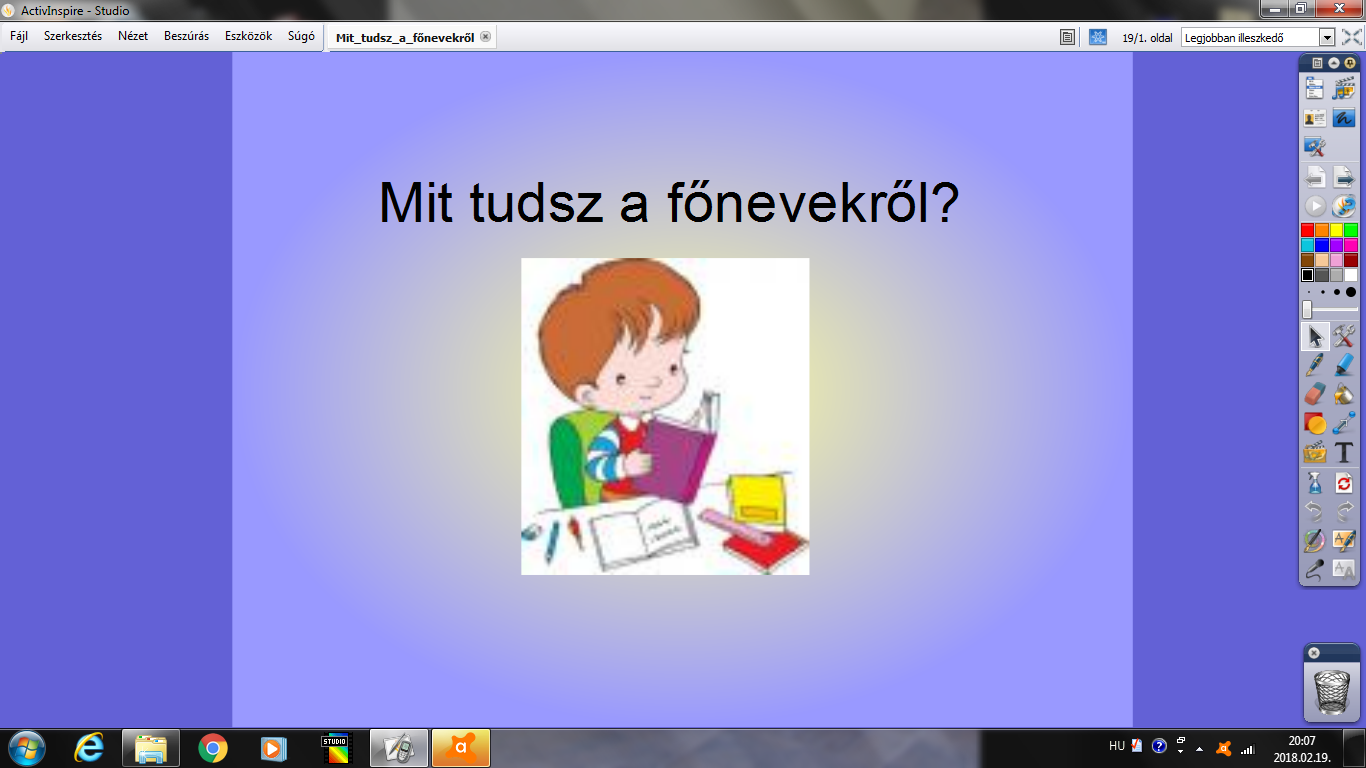 ActivInspire - Studio
Fájl Szerkesztés Nézet Beszúrás Eszközök Súgó Mit_tudsz_a_főnevekről 19/1. oldal Legjobban illeszkedő
Mit tudsz a főnevekről?
STUDIO
HU
20:07
2018.02.19.